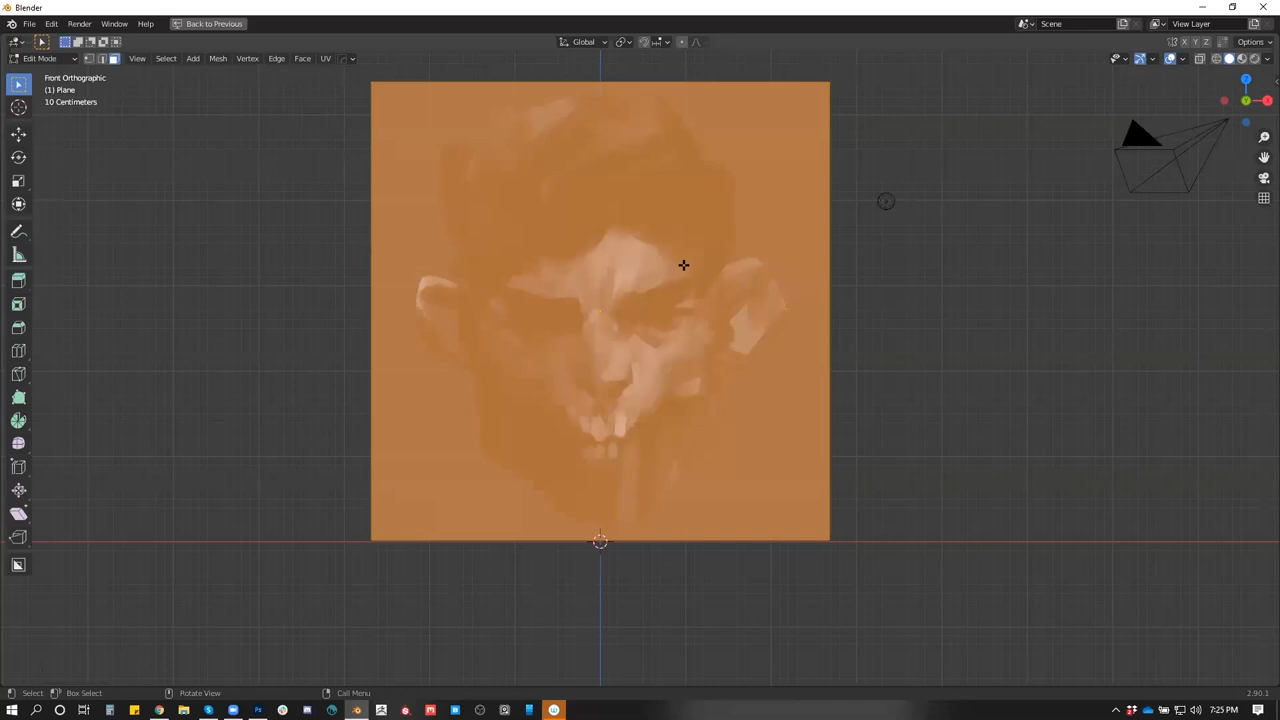 Blender
File Edit Render Window Help Back to Previous Scene View Layer
Global Options
Edit Mode View Select Add Mesh Vertex Edge Face UV
Front Orthographic
(1) Plane
10 Centimeters
Select Box Select Rotate View Call Menu 2.90.1
7:25 PM